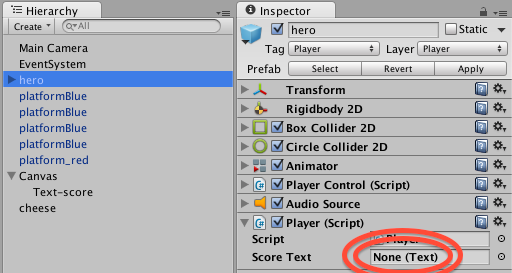 Hierarchy
Create All
Main Camera
EventSystem
hero
platformBlue
platformBlue
platformBlue
platformBlue
platform_red
Canvas
Text-score
cheese
Inspector
hero Static
Tag Player Layer Player
Prefab Select Revert Apply
Transform
Rigidbody 2D
Box Collider 2D
Circle Collider 2D
Animator
Player Control (Script)
Audio Source
Player (Script)
Script Player
Score Text None (Text)